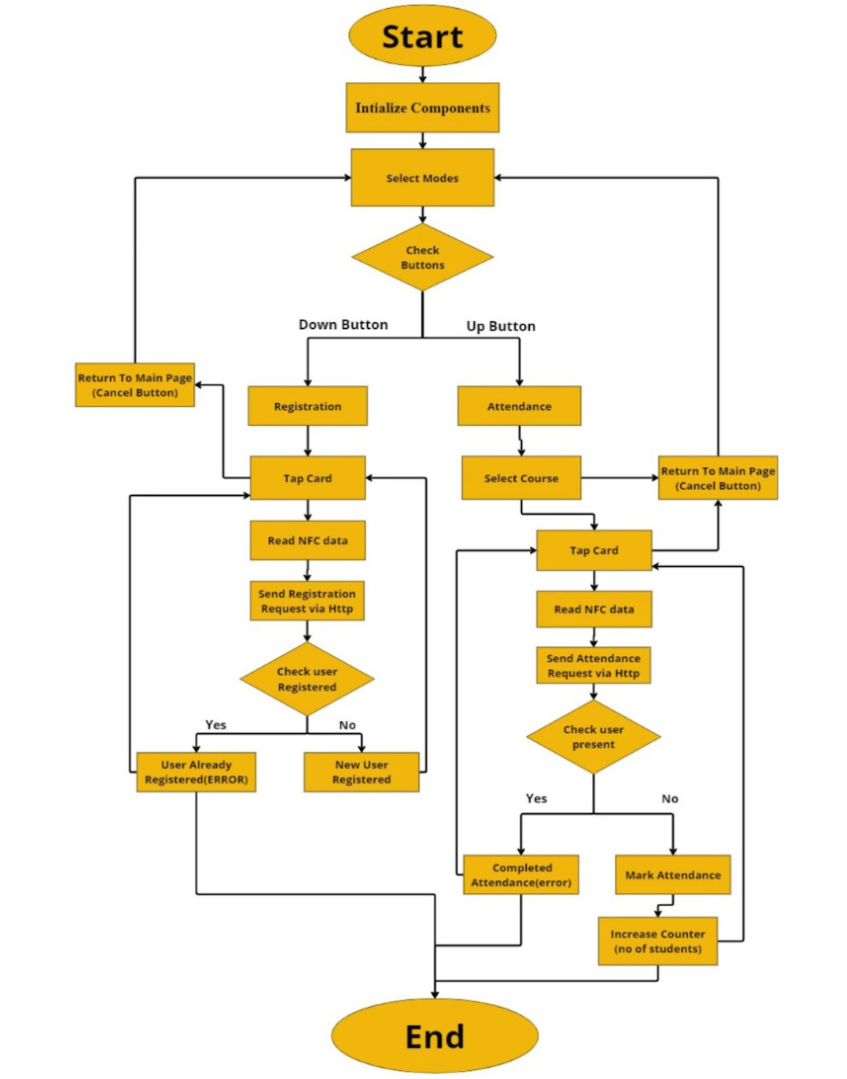 Start
Intialize Components
Select Modes
Check
Buttons
Down Button
Up Button
Return To Main Page
(Cancel Button)
Registration
Attendance
Tap Card
Select Course
Return To Main Page
(Cancel Button)
Read NFC data
Tap Card
Send Registration
Request via Http
Read NFC data
Check user
Registered
Send Attendance
Request via Http
Yes
No
Check user
present
User Already
Registered(ERROR)
New User
Registered
Yes
No
Completed
Attendance(error)
Mark Attendance
Increase Counter
(no of students)
End